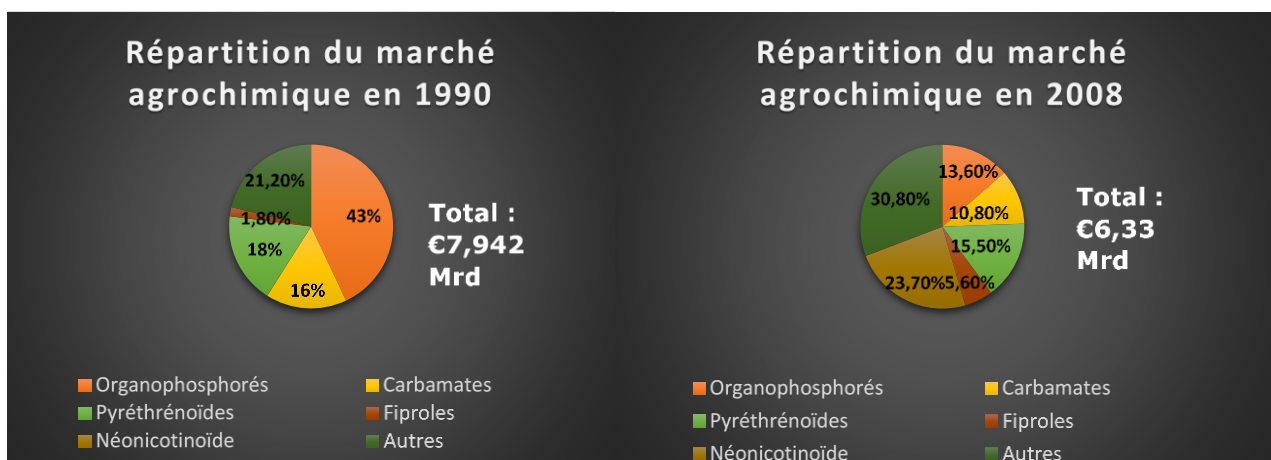 Répartition du marché
agrochimique en 1990
21,20%
43%
1,80%
18%
16%
Total :
€7,942
Mrd
Organophosphorés
Carbamates
Pyréthrénoïdes
Fiproles
Néonicotinoïde
Autres
Répartition du marché
agrochimique en 2008
13,60%
30,80%
10,80%
15,50%
23,70%
5,60%
Total :
€6,33
Mrd
Organophosphorés
Carbamates
Pyréthrénoïdes
Fiproles
Néonicotinoïde
Autres